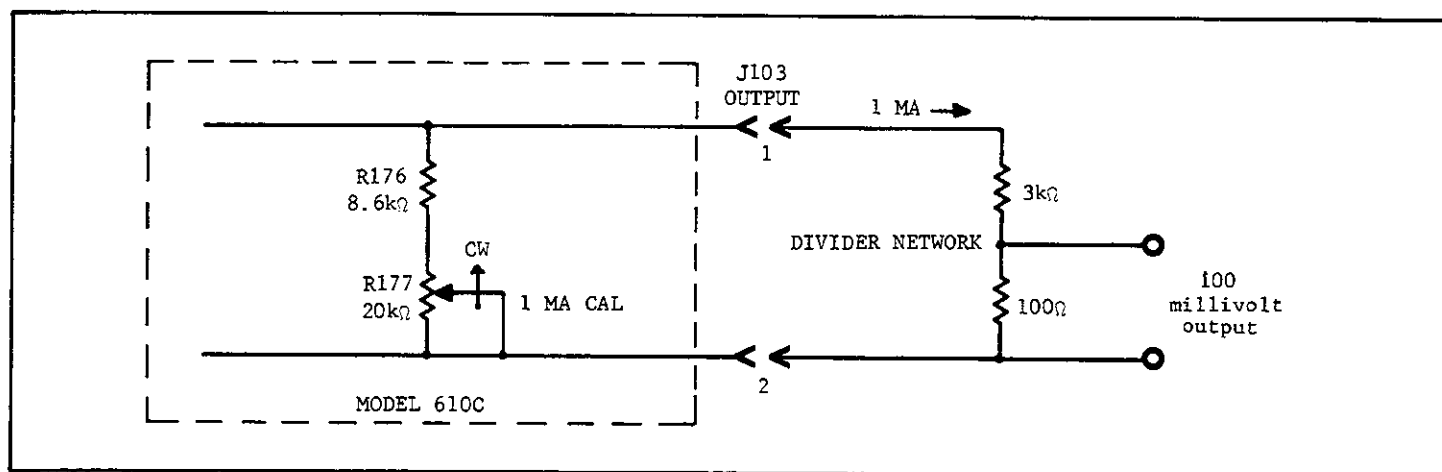 J103
OUTPUT
1 MA
1
R176
8.6kΩ
3kΩ
DIVIDER NETWORK
CW
R177
20kΩ
1 MA CAL
100Ω
100
millivolt
output
2
MODEL 610C